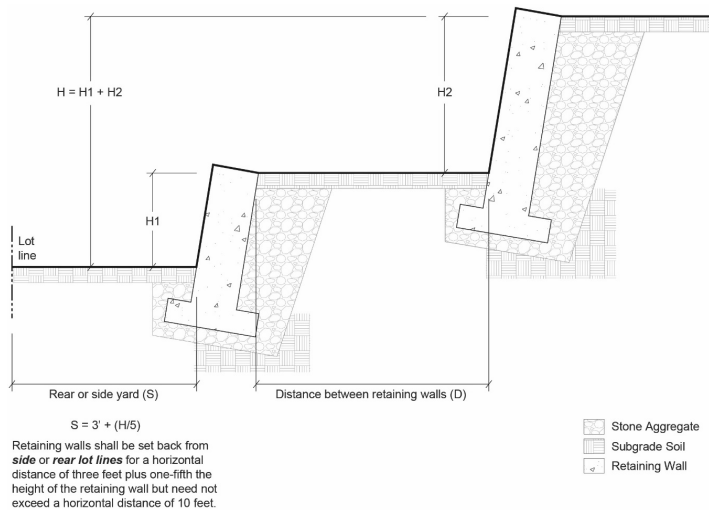 H = H1 + H2
H2
H1
Lot
line
Rear or side yard (S)
Distance between retaining walls (D)
S = 3' + (H/5)
Retaining walls shall be set back from
side or rear lot lines for a horizontal
distance of three feet plus one-fifth the
height of the retaining wall but need not
exceed a horizontal distance of 10 feet.
Stone Aggregate
Subgrade Soil
Retaining Wall